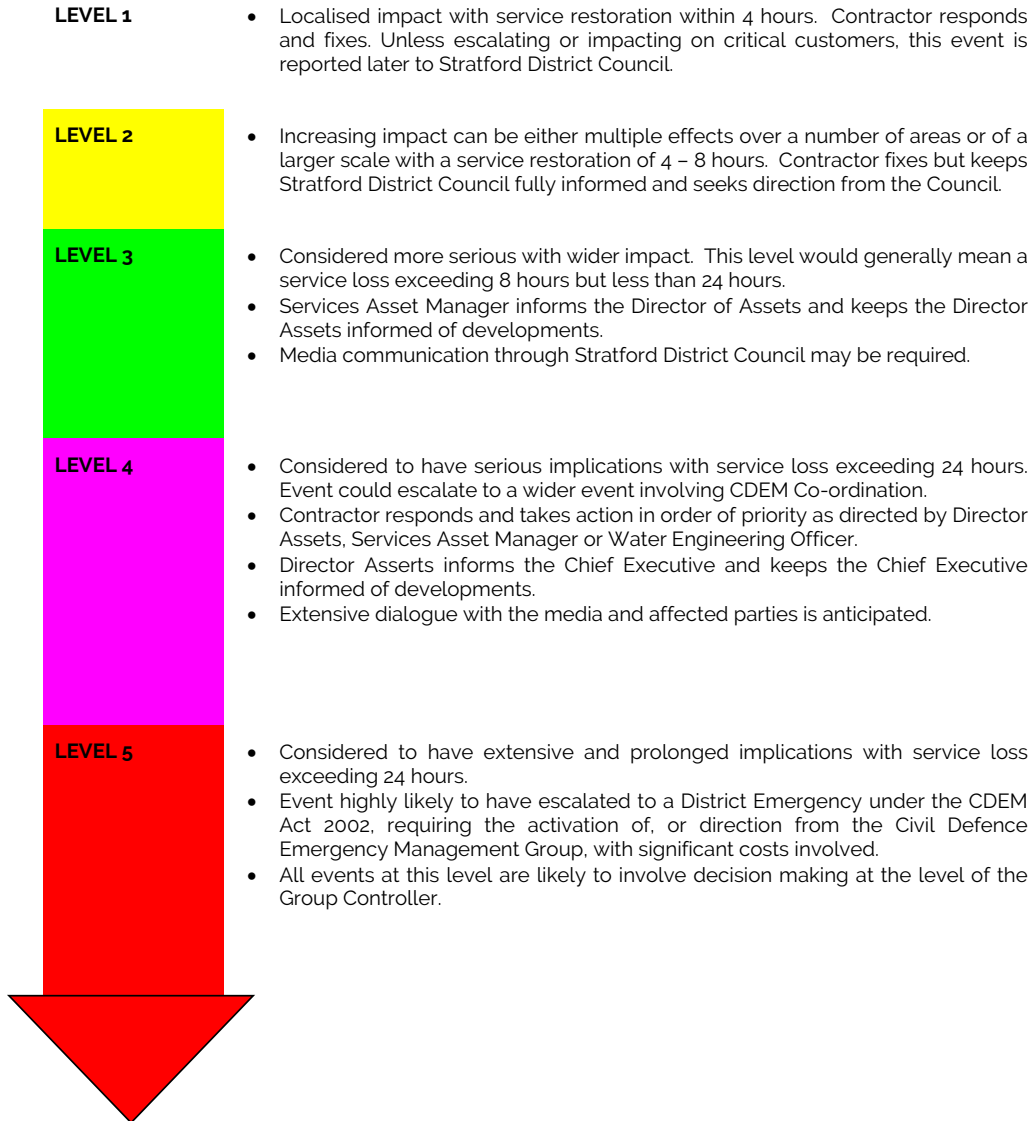 LEVEL 1
• Localised impact with service restoration within 4 hours. Contractor responds
and fixes. Unless escalating or impacting on critical customers, this event is
reported later to Stratford District Council.
LEVEL 2
• Increasing impact can be either multiple effects over a number of areas or of a
larger scale with a service restoration of 4 – 8 hours. Contractor fixes but keeps
Stratford District Council fully informed and seeks direction from the Council.
LEVEL 3
• Considered more serious with wider impact. This level would generally mean a
service loss exceeding 8 hours but less than 24 hours.
• Services Asset Manager informs the Director of Assets and keeps the Director
Assets informed of developments.
• Media communication through Stratford District Council may be required.
LEVEL 4
• Considered to have serious implications with service loss exceeding 24 hours.
Event could escalate to a wider event involving CDEM Co-ordination.
• Contractor responds and takes action in order of priority as directed by Director
Assets, Services Asset Manager or Water Engineering Officer.
• Director Asserts informs the Chief Executive and keeps the Chief Executive
informed of developments.
• Extensive dialogue with the media and affected parties is anticipated.
LEVEL 5
• Considered to have extensive and prolonged implications with service loss
exceeding 24 hours.
• Event highly likely to have escalated to a District Emergency under the CDEM
Act 2002, requiring the activation of, or direction from the Civil Defence
Emergency Management Group, with significant costs involved.
• All events at this level are likely to involve decision making at the level of the
Group Controller.